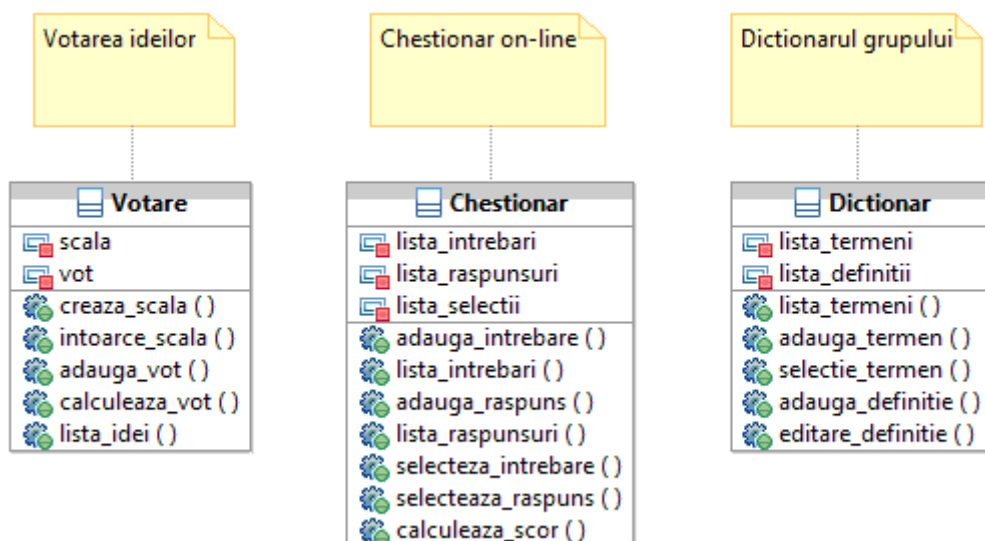 Votarea ideilor
Chestionar on-line
Dictionarul grupului
Votare
scala
vot
creaza_scala ( )
intoarce_scala ( )
adauga_vot ( )
calculeaza_vot ( )
lista_idei ( )
Chestionar
lista_intrebari
lista_raspunsuri
lista_selectii
adauga_intrebare ( )
lista_intrebari ( )
adauga_raspuns ( )
lista_raspunsuri ( )
selecteza_intrebare ( )
selecteaza_raspuns ( )
calculeaza_scor ( )
Dictionar
lista_termeni
lista_definitii
lista_termeni ( )
adauga_termen ( )
selectie_termen ( )
adauga_definitie ( )
editare_definitie ( )